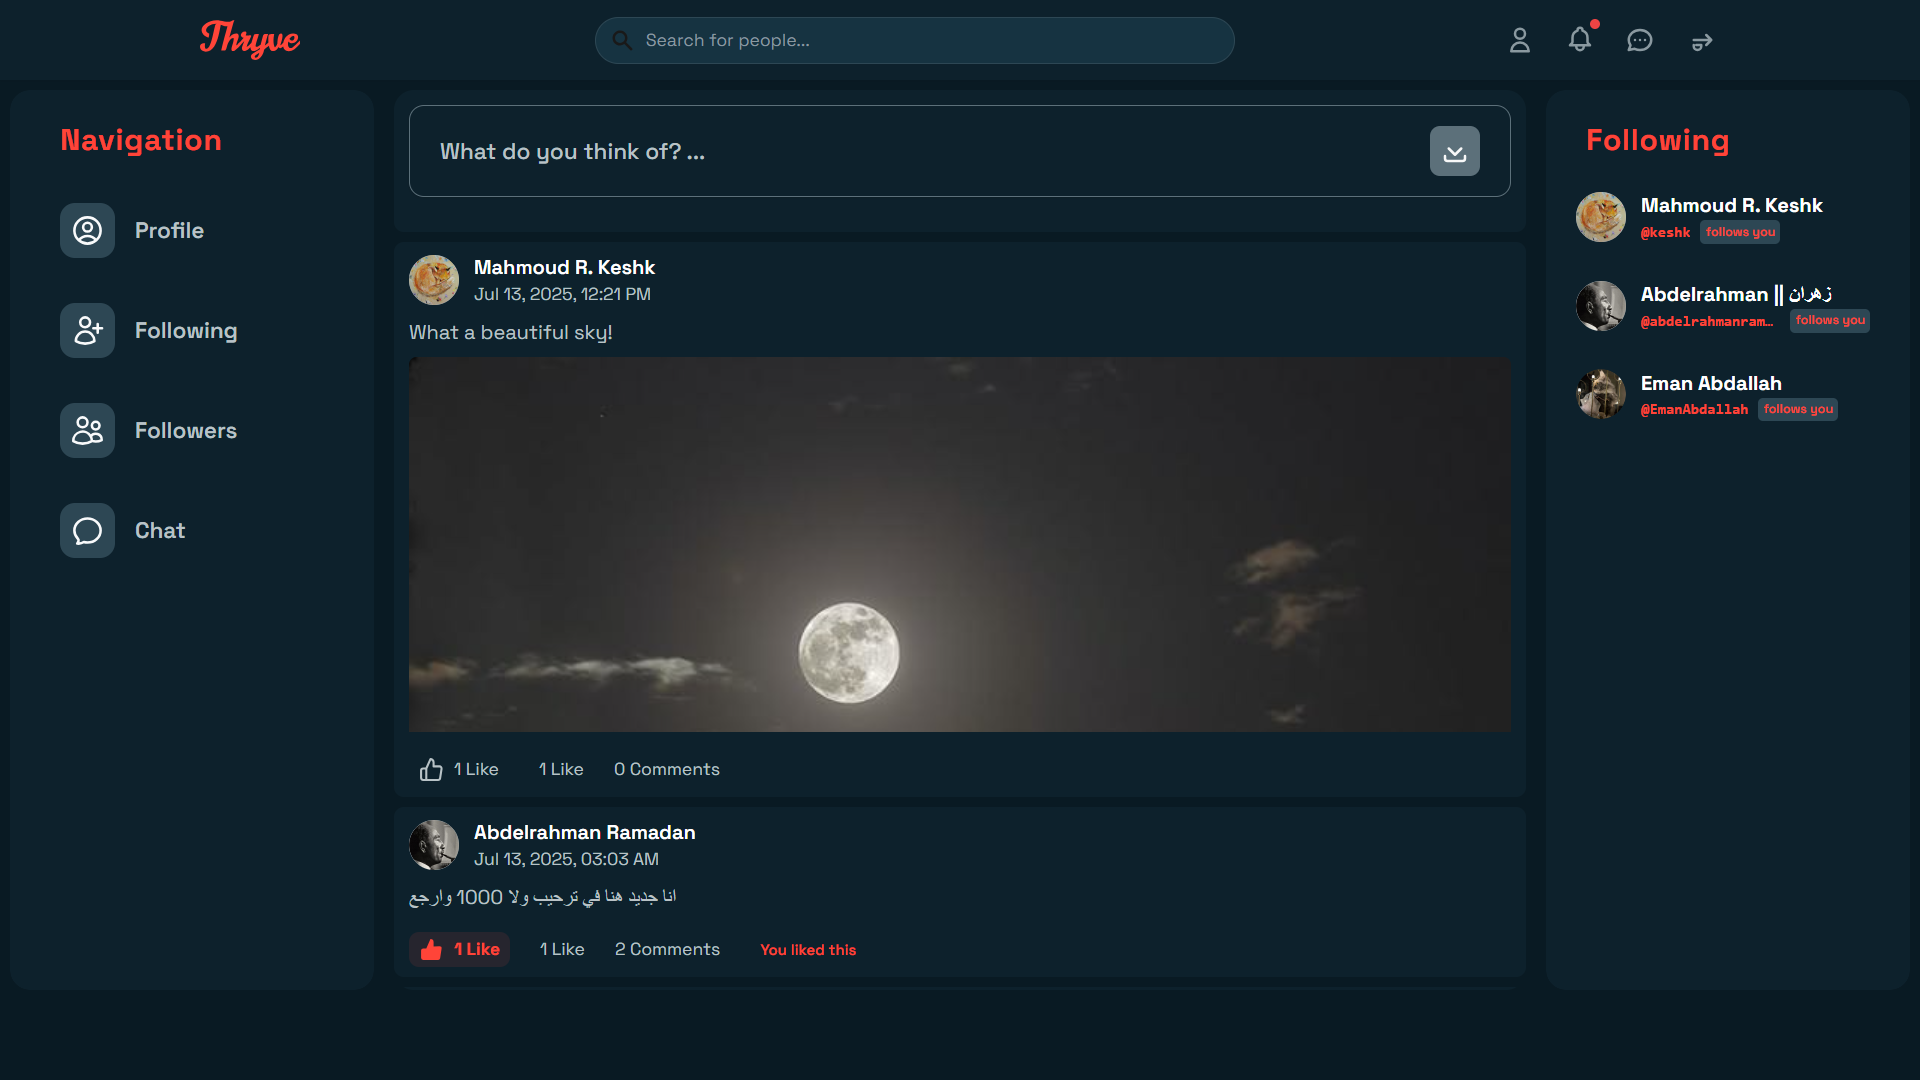 Thryve
Search for people...
Navigation
Profile
Following
Followers
Chat
What do you think of? ...
Mahmoud R. Keshk
Jul 13, 2025, 12:21 PM
What a beautiful sky!
1 Like 1 Like 0 Comments
Abdelrahman Ramadan
Jul 13, 2025, 03:03 AM
انا جديد هنا في ترحيب ولا 1000 وارجع
1 Like 1 Like 2 Comments You liked this
Following
Mahmoud R. Keshk
@keshk follows you
Abdelrahman || زهران
@abdelrahmanram… follows you
Eman Abdallah
@EmanAbdallah follows you